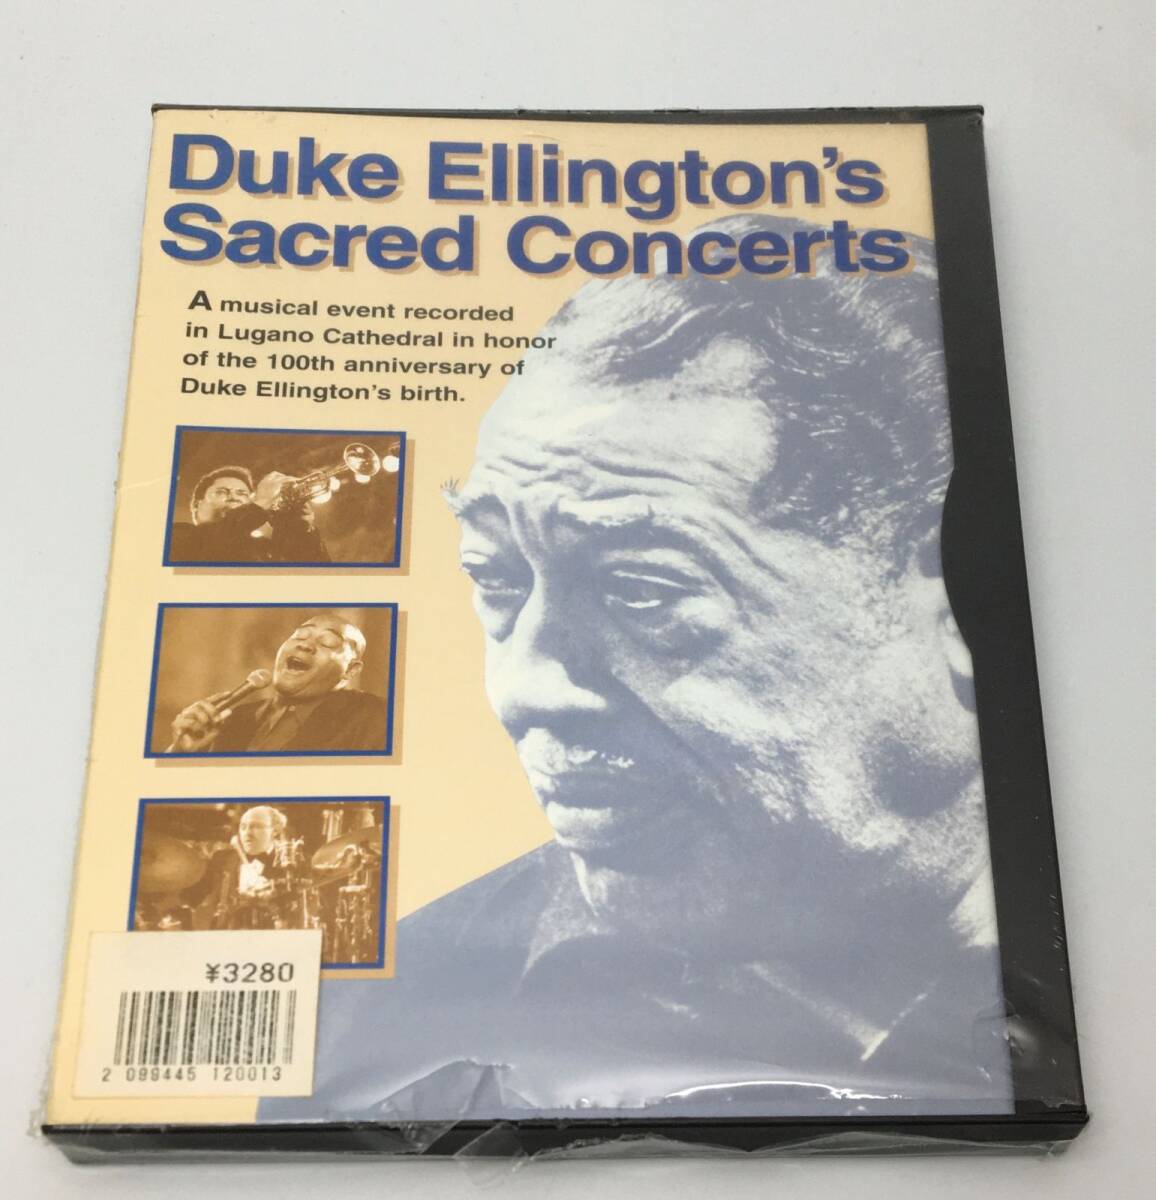 Duke Ellington's
Sacred Concerts
A musical event recorded
in Lugano Cathedral in honor
of the 100th anniversary of
Duke Ellington's birth.
¥3280
2 099445 120013